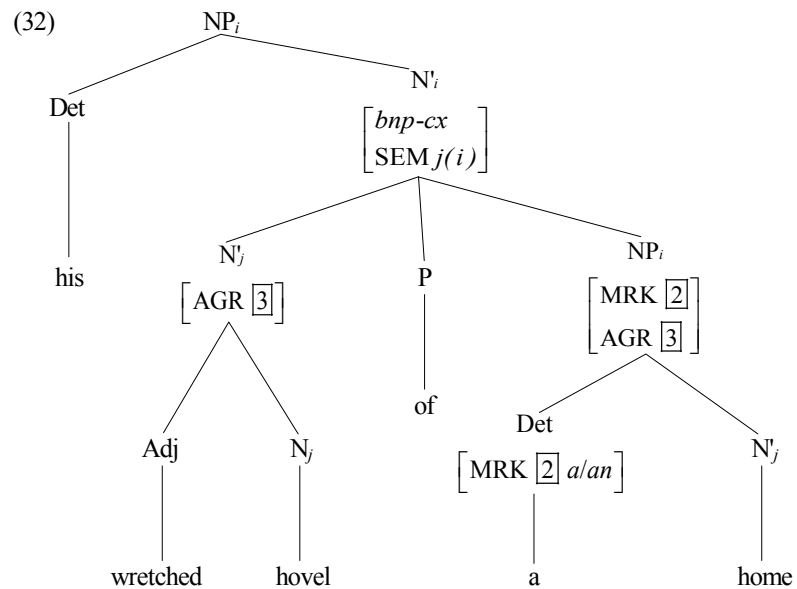 (32)
NPᵢ
Det N'ᵢ
[bnp-cx
SEM j(i)]
N'ⱼ P NPᵢ
his [AGR [3]] [MRK [2]
AGR [3]]
of
Det
Adj Nⱼ [MRK [2] a/an] N'ⱼ
wretched hovel a home